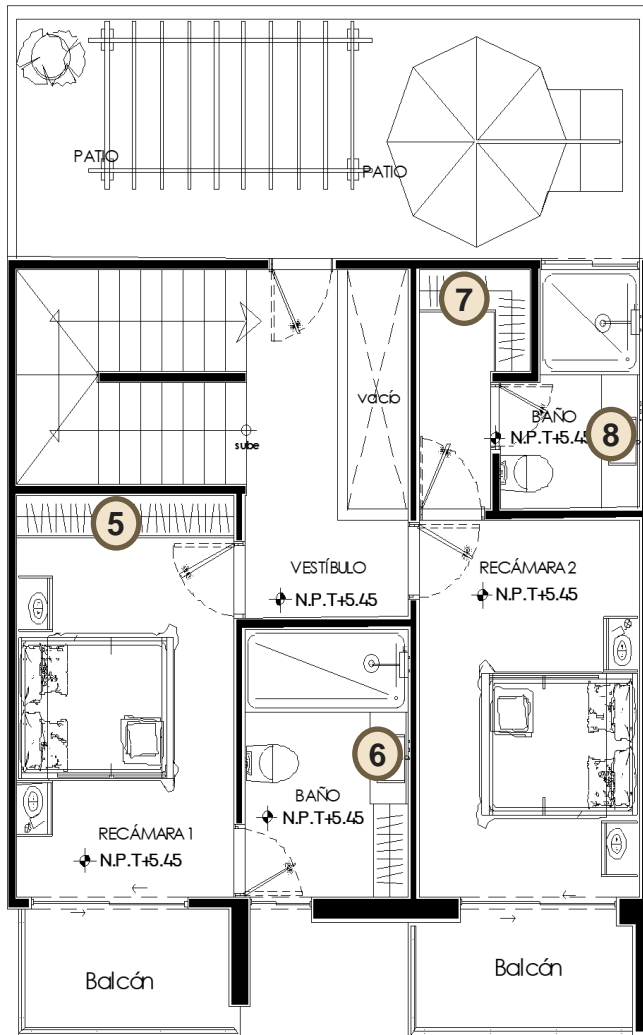 PATIO
PATIO
7
vacío
BAÑO
8
N.P.T+5.45
sube
5
VESTÍBULO
RECÁMARA 2
N.P.T+5.45
N.P.T+5.45
6
BAÑO
N.P.T+5.45
RECÁMARA 1
N.P.T+5.45
Balcón
Balcón